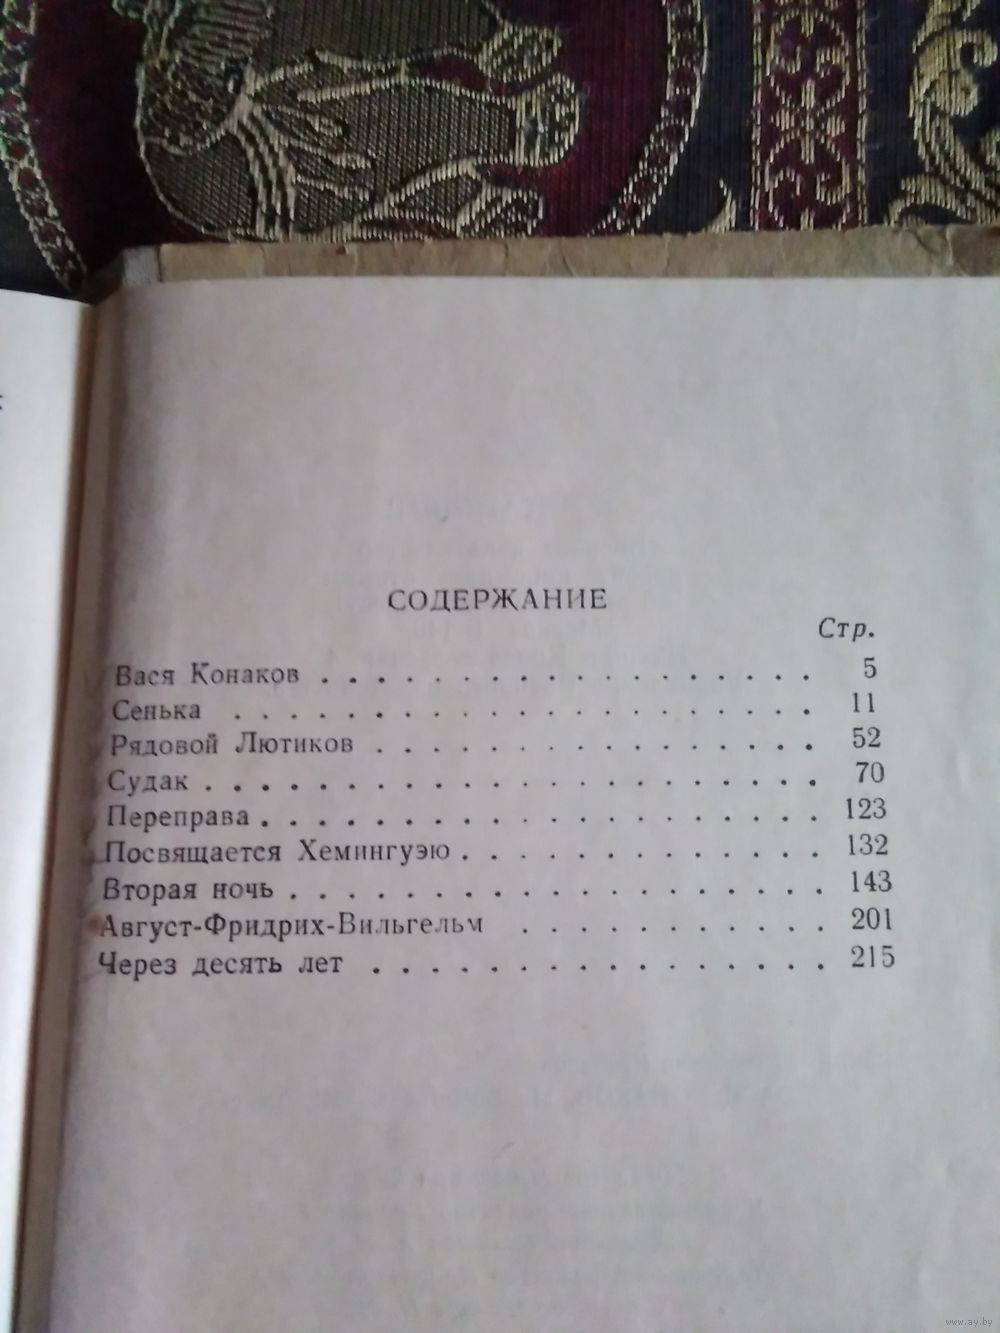 СОДЕРЖАНИЕ
Стр.
Вася Конаков . . . . . . . . . . . . . . . . . . 5
Сенька . . . . . . . . . . . . . . . . . 11
Рядовой Лютиков . . . . . . . . . . . . . 52
Судак . . . . . . . . . . . . . . . . . . 70
Переправа . . . . . . . . . . . . . . . . . 123
Посвящается Хемингуэю . . . . . . . . . . . 132
Вторая ночь . . . . . . . . . . . . . . . . 143
Август-Фридрих-Вильгельм . . . . . . . . . 201
Через десять лет . . . . . . . . . . . . . 215
www.ay.by